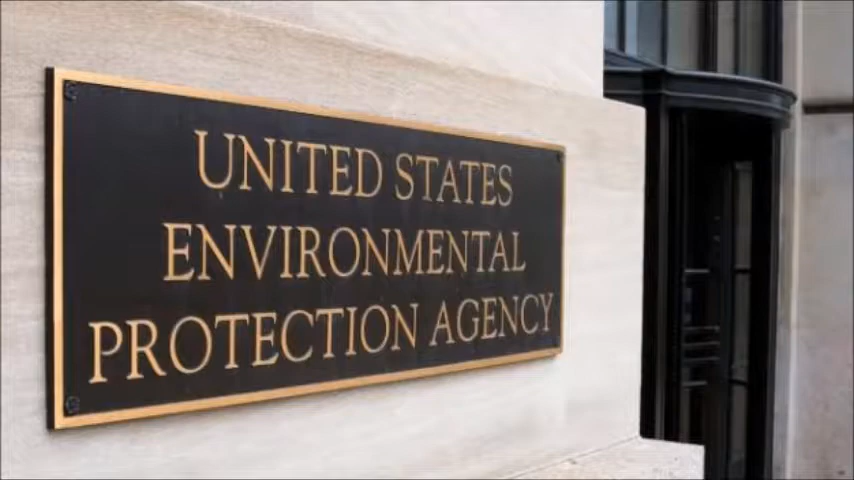 UNITED STATES
ENVIRONMENTAL
PROTECTION AGENCY